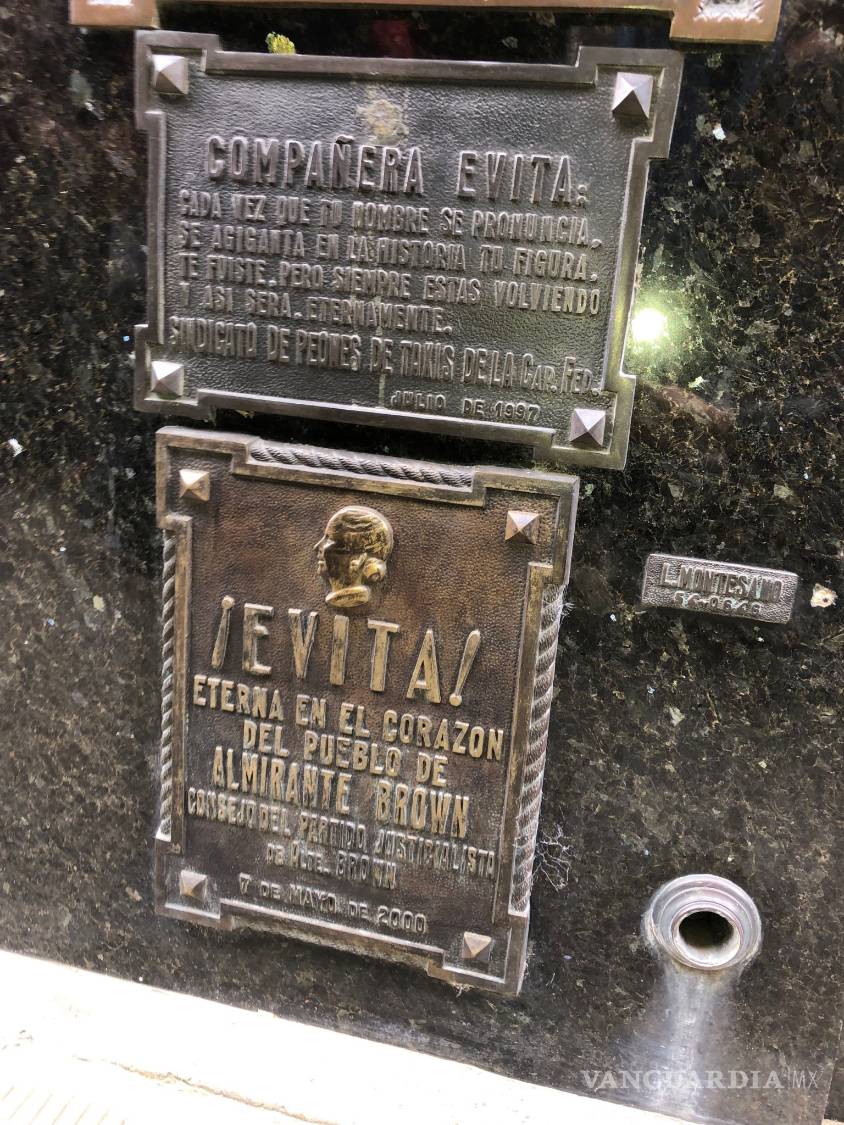 COMPAÑERA EVITA:
CADA VEZ QUE TU NOMBRE SE PRONUNCIA,
SE AGIGANTA EN LA HISTORIA TU FIGURA.
TE FUISTE. PERO SIEMPRE ESTAS VOLVIENDO
Y ASI SERA. ETERNAMENTE.
SINDICATO DE PEONES DE TAXIS DE LA CAP. FED.
JULIO DE 1997
¡EVITA!
ETERNA EN EL CORAZON
DEL PUEBLO DE
ALMIRANTE BROWN
CONSEJO DEL PARTIDO JUSTICIALISTA
DE ALTE. BROWN
7 DE MAYO DE 2000
L. MONTESANO
VANGUARDIA MX